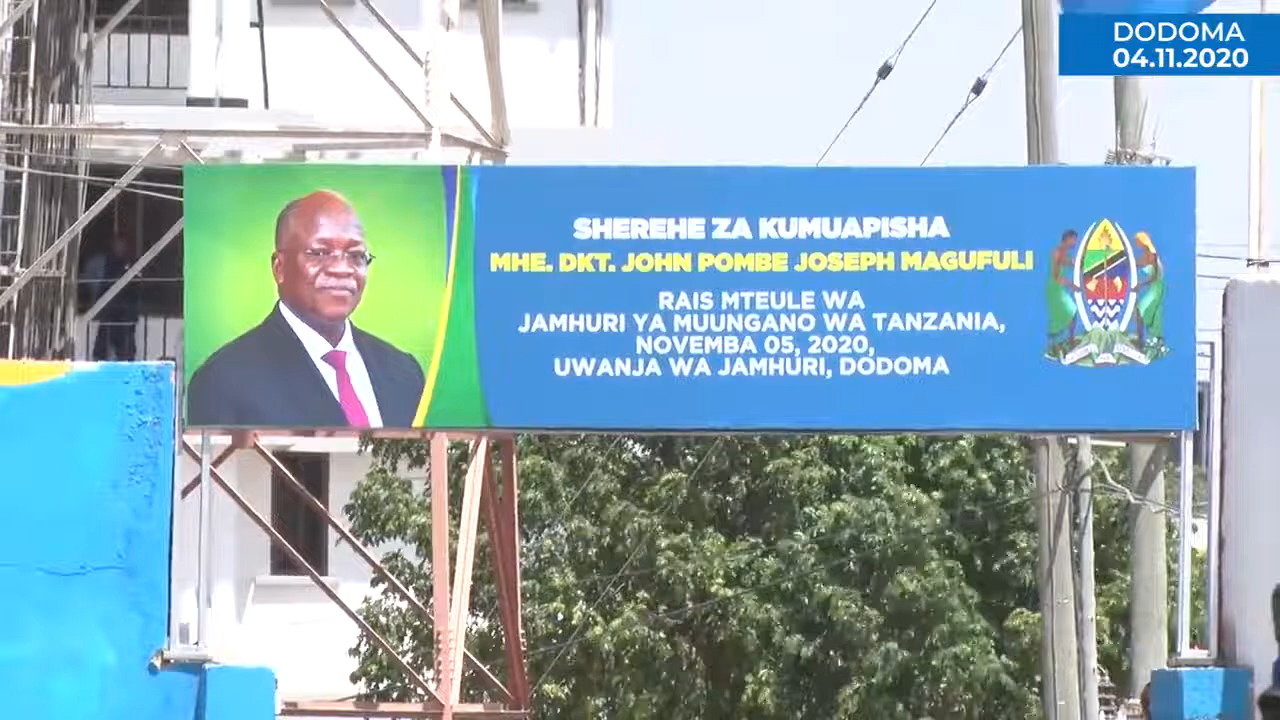 DODOMA
04.11.2020
SHEREHE ZA KUMUAPISHA
MHE. DKT. JOHN POMBE JOSEPH MAGUFULI
RAIS MTEULE WA
JAMHURI YA MUUNGANO WA TANZANIA,
NOVEMBA 05, 2020,
UWANJA WA JAMHURI, DODOMA